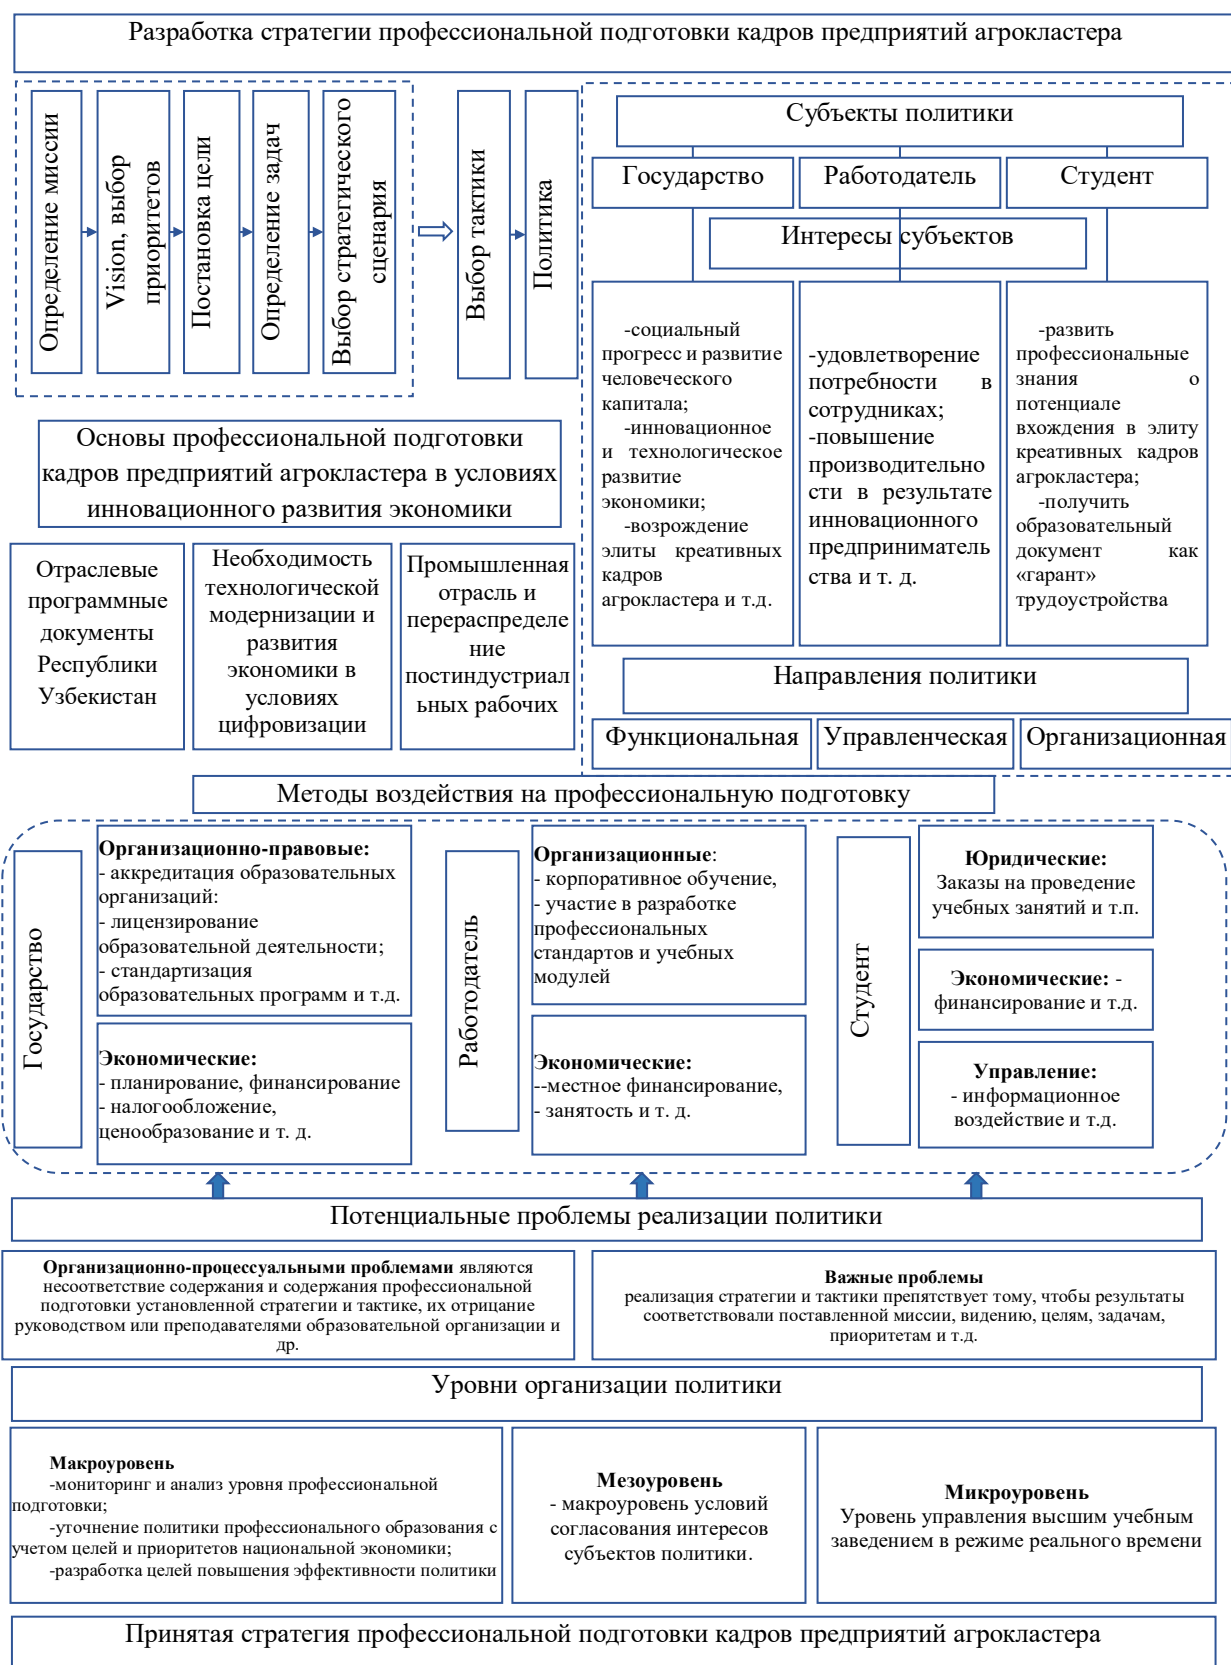 Разработка стратегии профессиональной подготовки кадров предприятий агрокластера
Определение миссии
Vision, выбор
приоритетов
Постановка цели
Определение задач
Выбор стратегического
сценария
Выбор тактики
Политика
Субъекты политики
Государство
Работодатель
Студент
Интересы субъектов
-социальный
прогресс и развитие
человеческого
капитала;
-инновационное
и технологическое
развитие
экономики;
-возрождение
элиты креативных
кадров
агрокластера и т.д.
-удовлетворение
потребности в
сотрудниках;
-повышение
производительно
сти в результате
инновационного
предприниматель
ства и т. д.
-развить
профессиональные
знания о
потенциале
вхождения в элиту
креативных кадров
агрокластера;
-получить
образовательный
документ как
«гарант»
трудоустройства
Основы профессиональной подготовки
кадров предприятий агрокластера в условиях
инновационного развития экономики
Отраслевые
программные
документы
Республики
Узбекистан
Необходимость
технологической
модернизации и
развития
экономики в
условиях
цифровизации
Промышленная
отрасль и
перераспределе
ние
постиндустриал
ьных рабочих
Направления политики
Функциональная
Управленческая
Организационная
Методы воздействия на профессиональную подготовку
Государство
Организационно-правовые:
- аккредитация образовательных
организаций:
- лицензирование
образовательной деятельности;
- стандартизация
образовательных программ и т.д.
Экономические:
- планирование, финансирование
- налогообложение,
ценообразование и т. д.
Работодатель
Организационные:
- корпоративное обучение,
- участие в разработке
профессиональных
стандартов и учебных
модулей
Экономические:
--местное финансирование,
- занятость и т. д.
Студент
Юридические:
Заказы на проведение
учебных занятий и т.п.
Экономические: -
финансирование и т.д.
Управление:
- информационное
воздействие и т.д.
Потенциальные проблемы реализации политики
Организационно-процессуальными проблемами являются
несоответствие содержания и содержания профессиональной
подготовки установленной стратегии и тактике, их отрицание
руководством или преподавателями образовательной организации и
др.
Важные проблемы
реализация стратегии и тактики препятствует тому, чтобы результаты
соответствовали поставленной миссии, видению, целям, задачам,
приоритетам и т.д.
Уровни организации политики
Макроуровень
-мониторинг и анализ уровня профессиональной
подготовки;
-уточнение политики профессионального образования с
учетом целей и приоритетов национальной экономики;
-разработка целей повышения эффективности политики
Мезоуровень
- макроуровень условий
согласования интересов
субъектов политики.
Микроуровень
Уровень управления высшим учебным
заведением в режиме реального времени
Принятая стратегия профессиональной подготовки кадров предприятий агрокластера